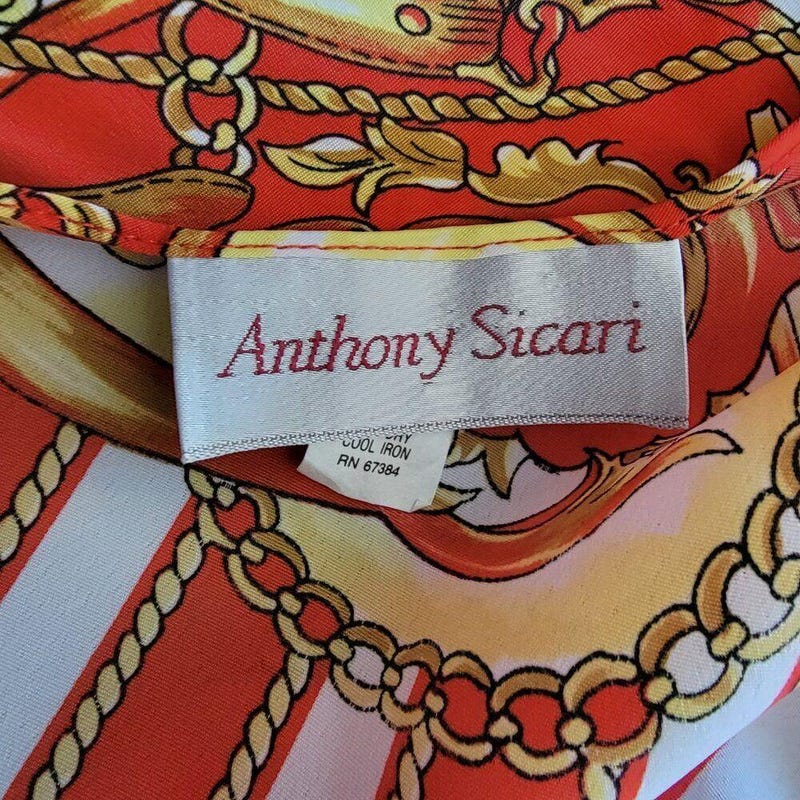 Anthony Sicari
COOL IRON
RN 67384